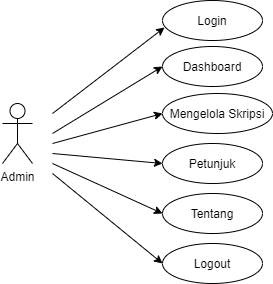 Login
Dashboard
Mengelola Skripsi
Petunjuk
Admin
Tentang
Logout